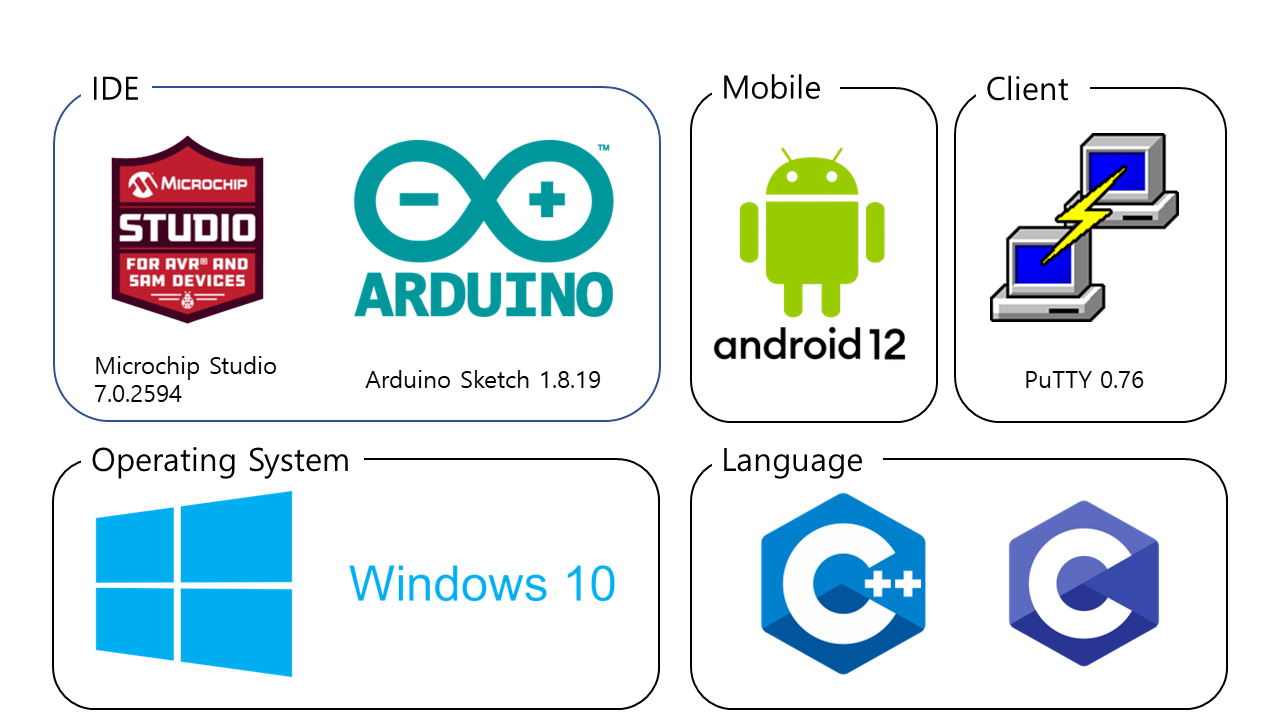 IDE
Mobile
Client
MICROCHIP
STUDIO
FOR AVR® AND
SAM DEVICES
™
ARDUINO
android 12
Microchip Studio
7.0.2594
Arduino Sketch 1.8.19
PuTTY 0.76
Operating System
Language
Windows 10
C++
C